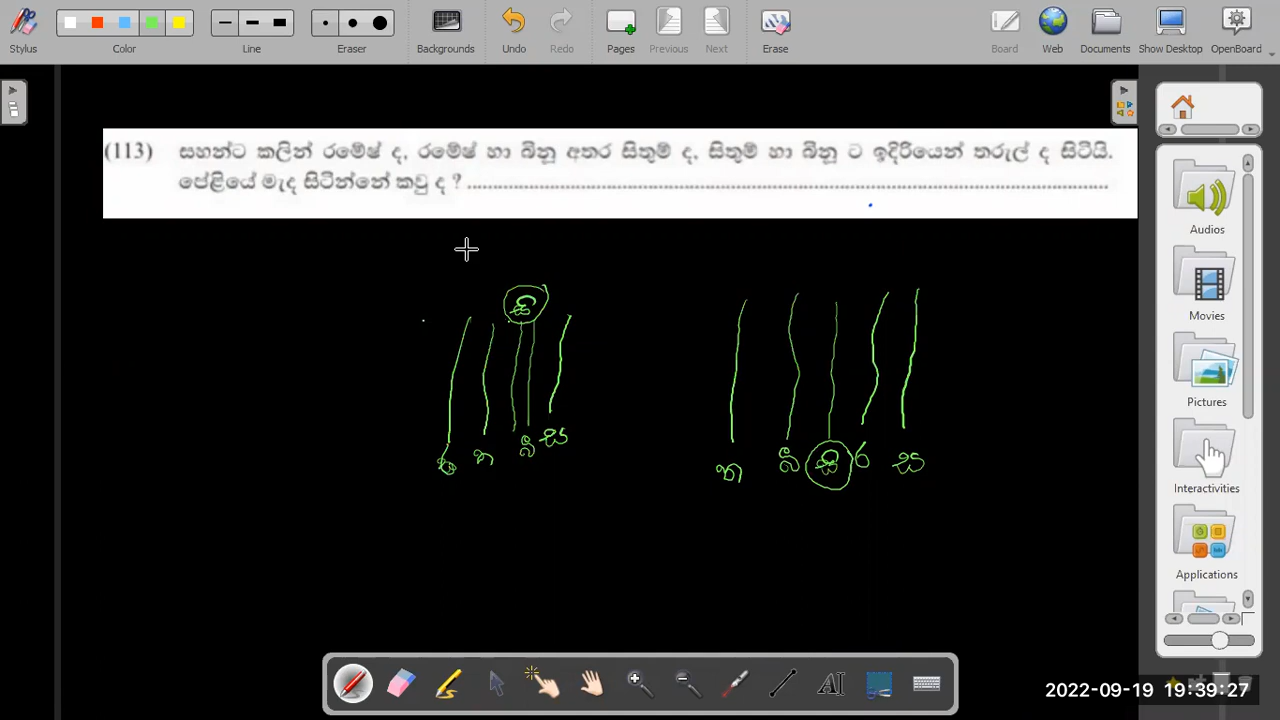 Stylus Color Line Eraser Backgrounds Undo Redo Pages Previous Next Erase Board Web Documents Show Desktop OpenBoard
(113) සහන්ට කලින් රමේෂ් ද, රමේෂ් හා බිනූ අතර සිතුම් ද, සිතුම් හා බිනූ ට ඉදිරියෙන් තරුල් ද සිටියි.
පේළියේ මැද සිටින්නේ කවු ද ? ................................................................
Audios
Movies
Pictures
Interactivities
Applications
සි
ත බි ස
ත බි සි ර ස
2022-09-19 19:39:27